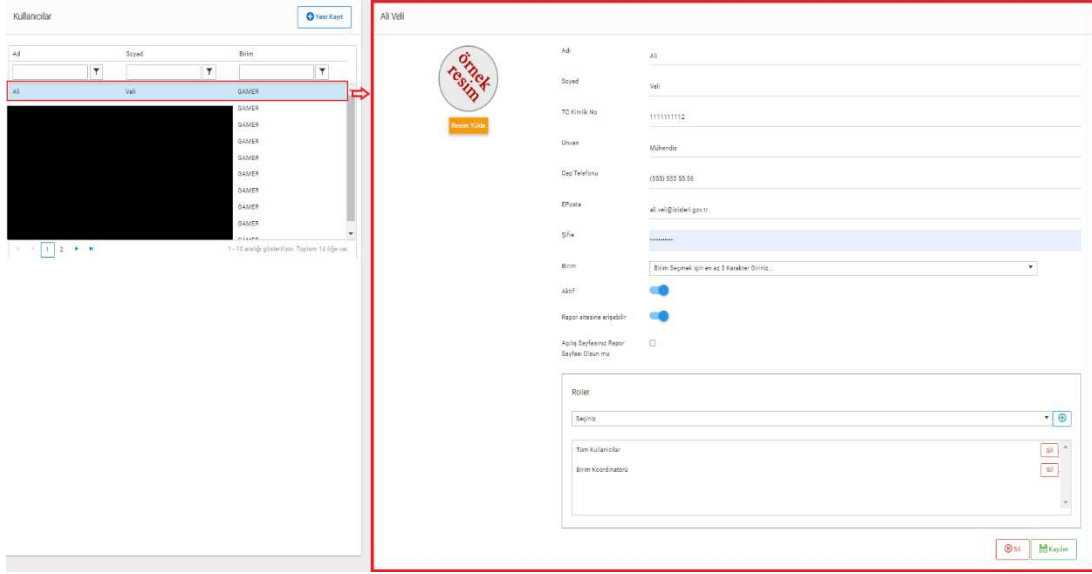 Kullanıcılar
Yeni Kayıt
Ad Soyad Birim
Ali Veli GAMER
GAMER
GAMER
GAMER
GAMER
GAMER
GAMER
GAMER
GAMER
1 2
1 - 10 aralığı gösteriliyor. Toplam 14 öğe var
Ali Veli
örnek
resim
Resim Yükle
Adı
Ali
Soyad
Veli
TC Kimlik No
1111111112
Unvan
Mühendis
Cep Telefonu
(555) 555 55 56
EPosta
ali.veli@icisleri.gov.tr
Şifre
Birim
Birim Seçmek için en az 3 Karakter Giriniz...
Aktif
Rapor sitesine erişebilir
Açılış Sayfasınız Rapor
Sayfası Olsun mu
Roller
Seçiniz
Tüm Kullanıcılar
Sil
Birim Koordinatörü
Sil
Sil
Kaydet